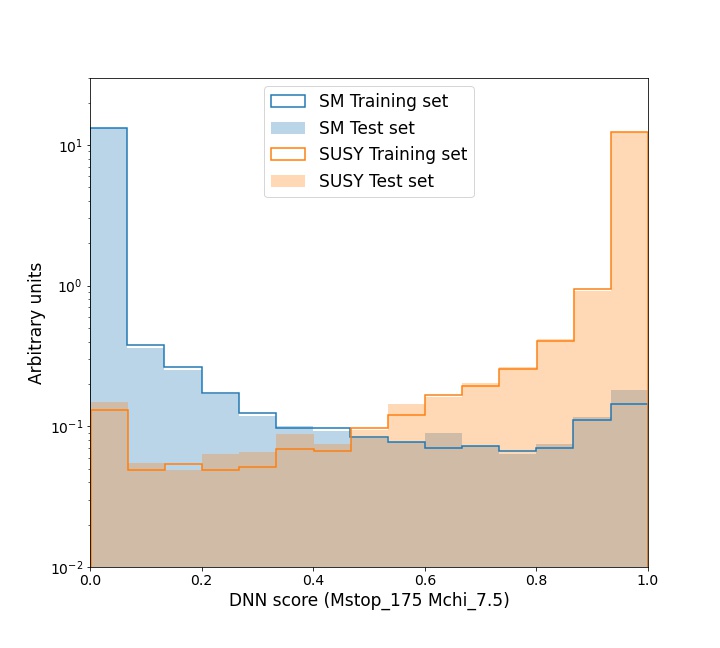 SM Training set
SM Test set
SUSY Training set
SUSY Test set
Arbitrary units
10¹
10⁰
10⁻¹
10⁻²
0.0 0.2 0.4 0.6 0.8 1.0
DNN score (Mstop_175 Mchi_7.5)